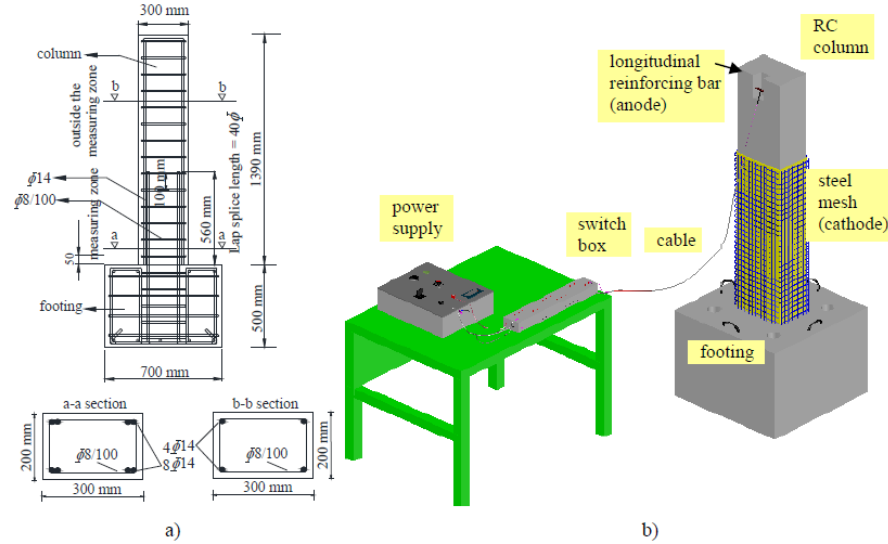 300 mm
column
b
b
outside the
measuring zone
ϕ14
ϕ8/100
100 mm
measuring zone
a
a
50
560 mm
Lap splice length = 40ϕ
1390 mm
footing
500 mm
700 mm
a-a section
b-b section
200 mm
ϕ8/100
4ϕ14
8ϕ14
ϕ8/100
200 mm
300 mm
300 mm
a)
RC
column
longitudinal
reinforcing bar
(anode)
steel
mesh
(cathode)
power
supply
switch
box
cable
footing
b)